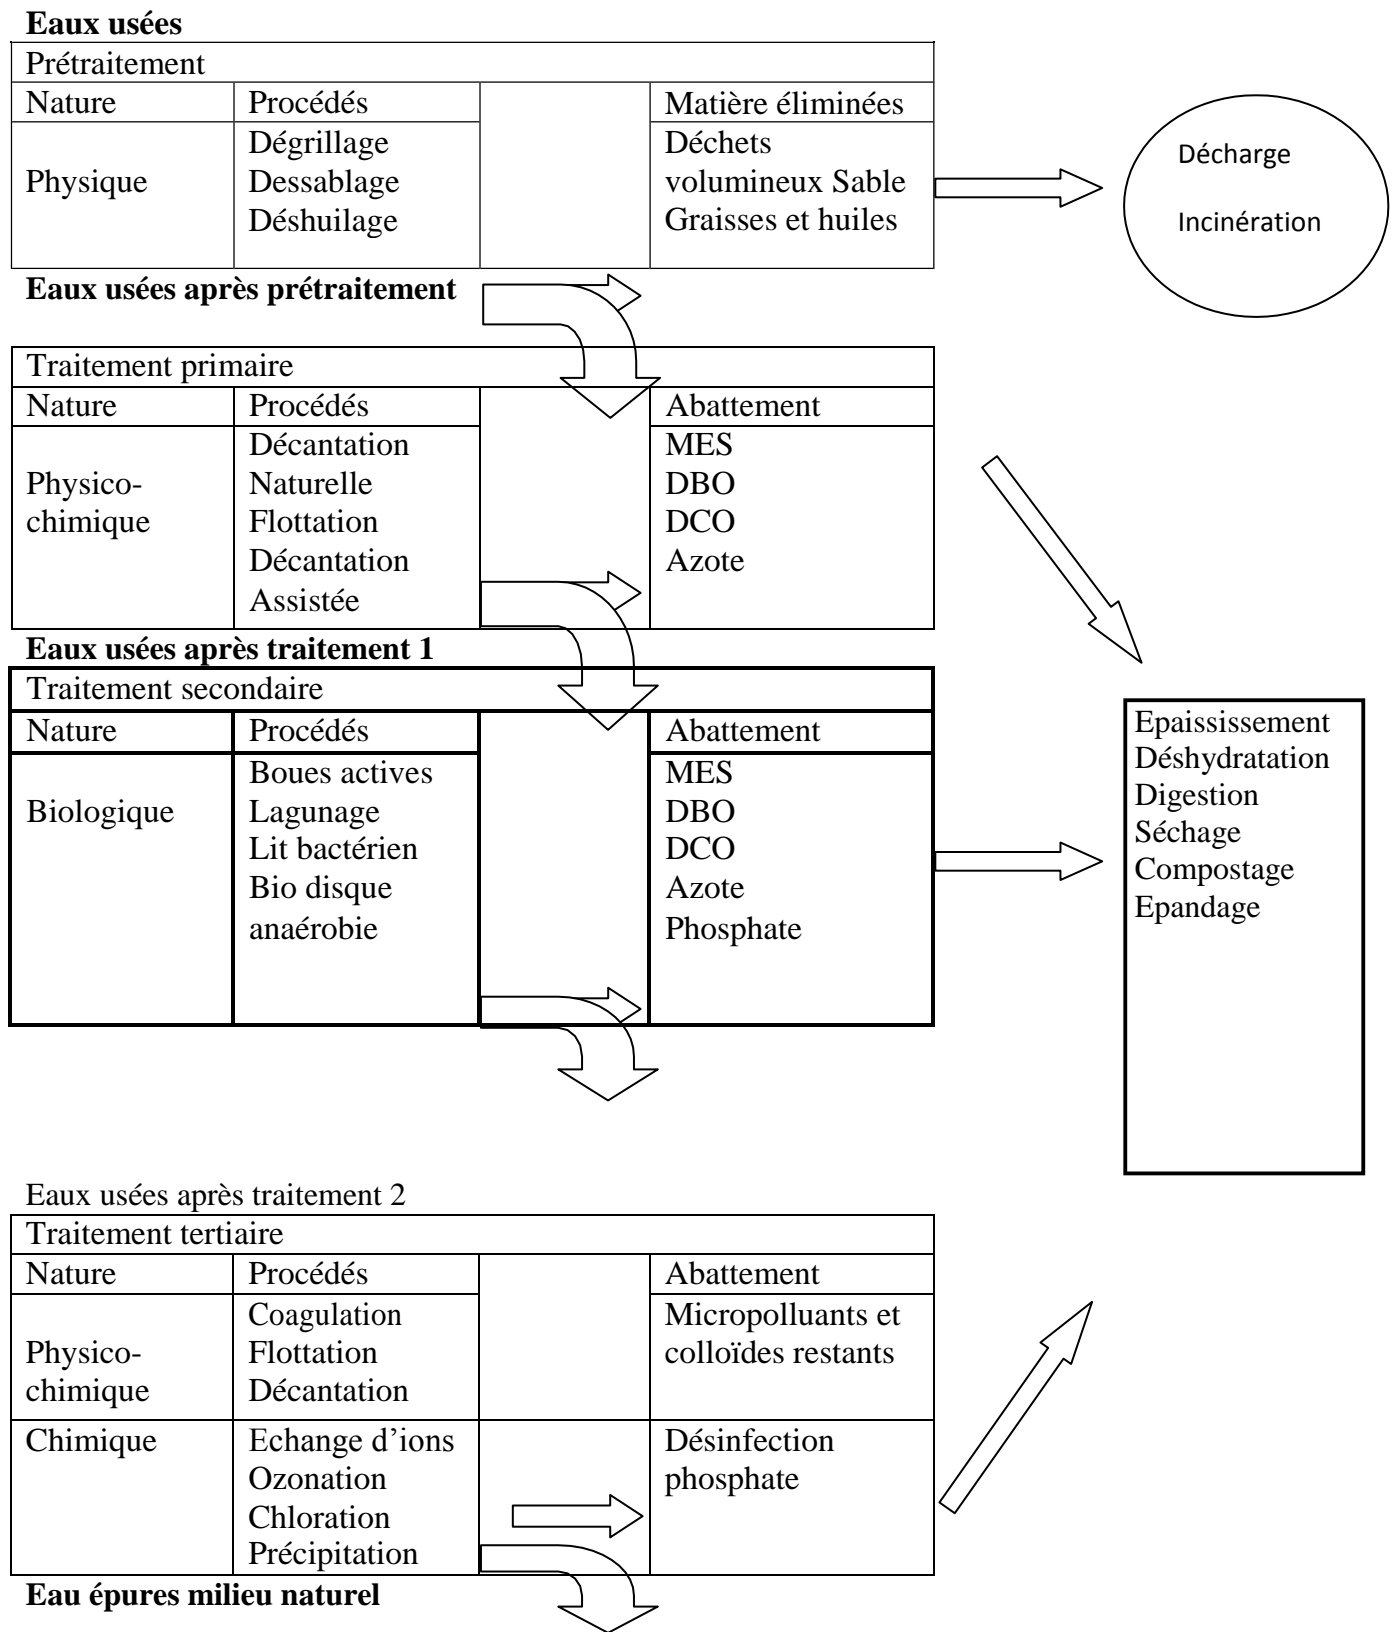 Eaux usées
Prétraitement
Nature Procédés Matière éliminées
Physique
Dégrillage
Dessablage
Déshuilage
Déchets
volumineux Sable
Graisses et huiles
Décharge
Incinération
Eaux usées après prétraitement
Traitement primaire
Nature Procédés Abattement
Physico-
chimique
Décantation
Naturelle
Flottation
Décantation
Assistée
MES
DBO
DCO
Azote
Eaux usées après traitement 1
Traitement secondaire
Nature Procédés Abattement
Biologique
Boues actives
Lagunage
Lit bactérien
Bio disque
anaérobie
MES
DBO
DCO
Azote
Phosphate
Epaississement
Déshydratation
Digestion
Séchage
Compostage
Epandage
Eaux usées après traitement 2
Traitement tertiaire
Nature Procédés Abattement
Physico-
chimique
Coagulation
Flottation
Décantation
Micropolluants et
colloïdes restants
Chimique
Echange d’ions
Ozonation
Chloration
Précipitation
Désinfection
phosphate
Eau épures milieu naturel